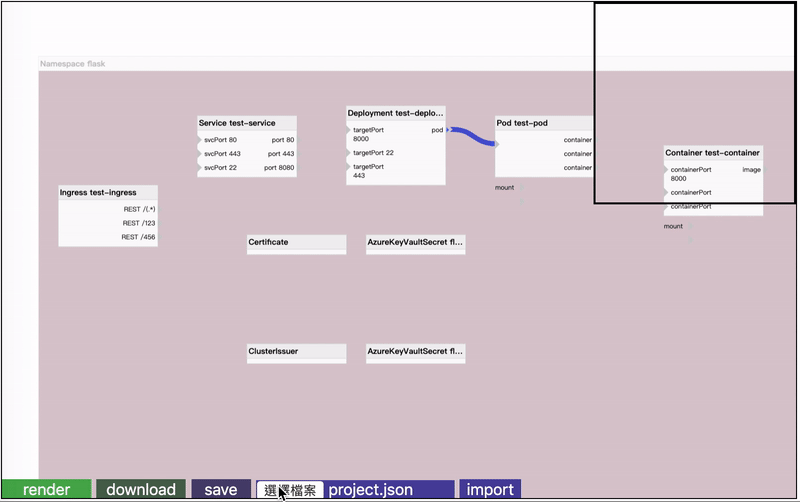 Namespace flask
Service test-service
svcPort 80
port 80
svcPort 443
port 443
svcPort 22
port 8080
Deployment test-deplo...
targetPort
8000
pod
targetPort 22
targetPort
443
Pod test-pod
container
container
container
mount
Container test-container
containerPort
8000
image
containerPort
containerPort
mount
Ingress test-ingress
REST /(.*)
REST /123
REST /456
Certificate
AzureKeyVaultSecret fl...
ClusterIssuer
AzureKeyVaultSecret fl...
render
download
save
選擇檔案
project.json
import